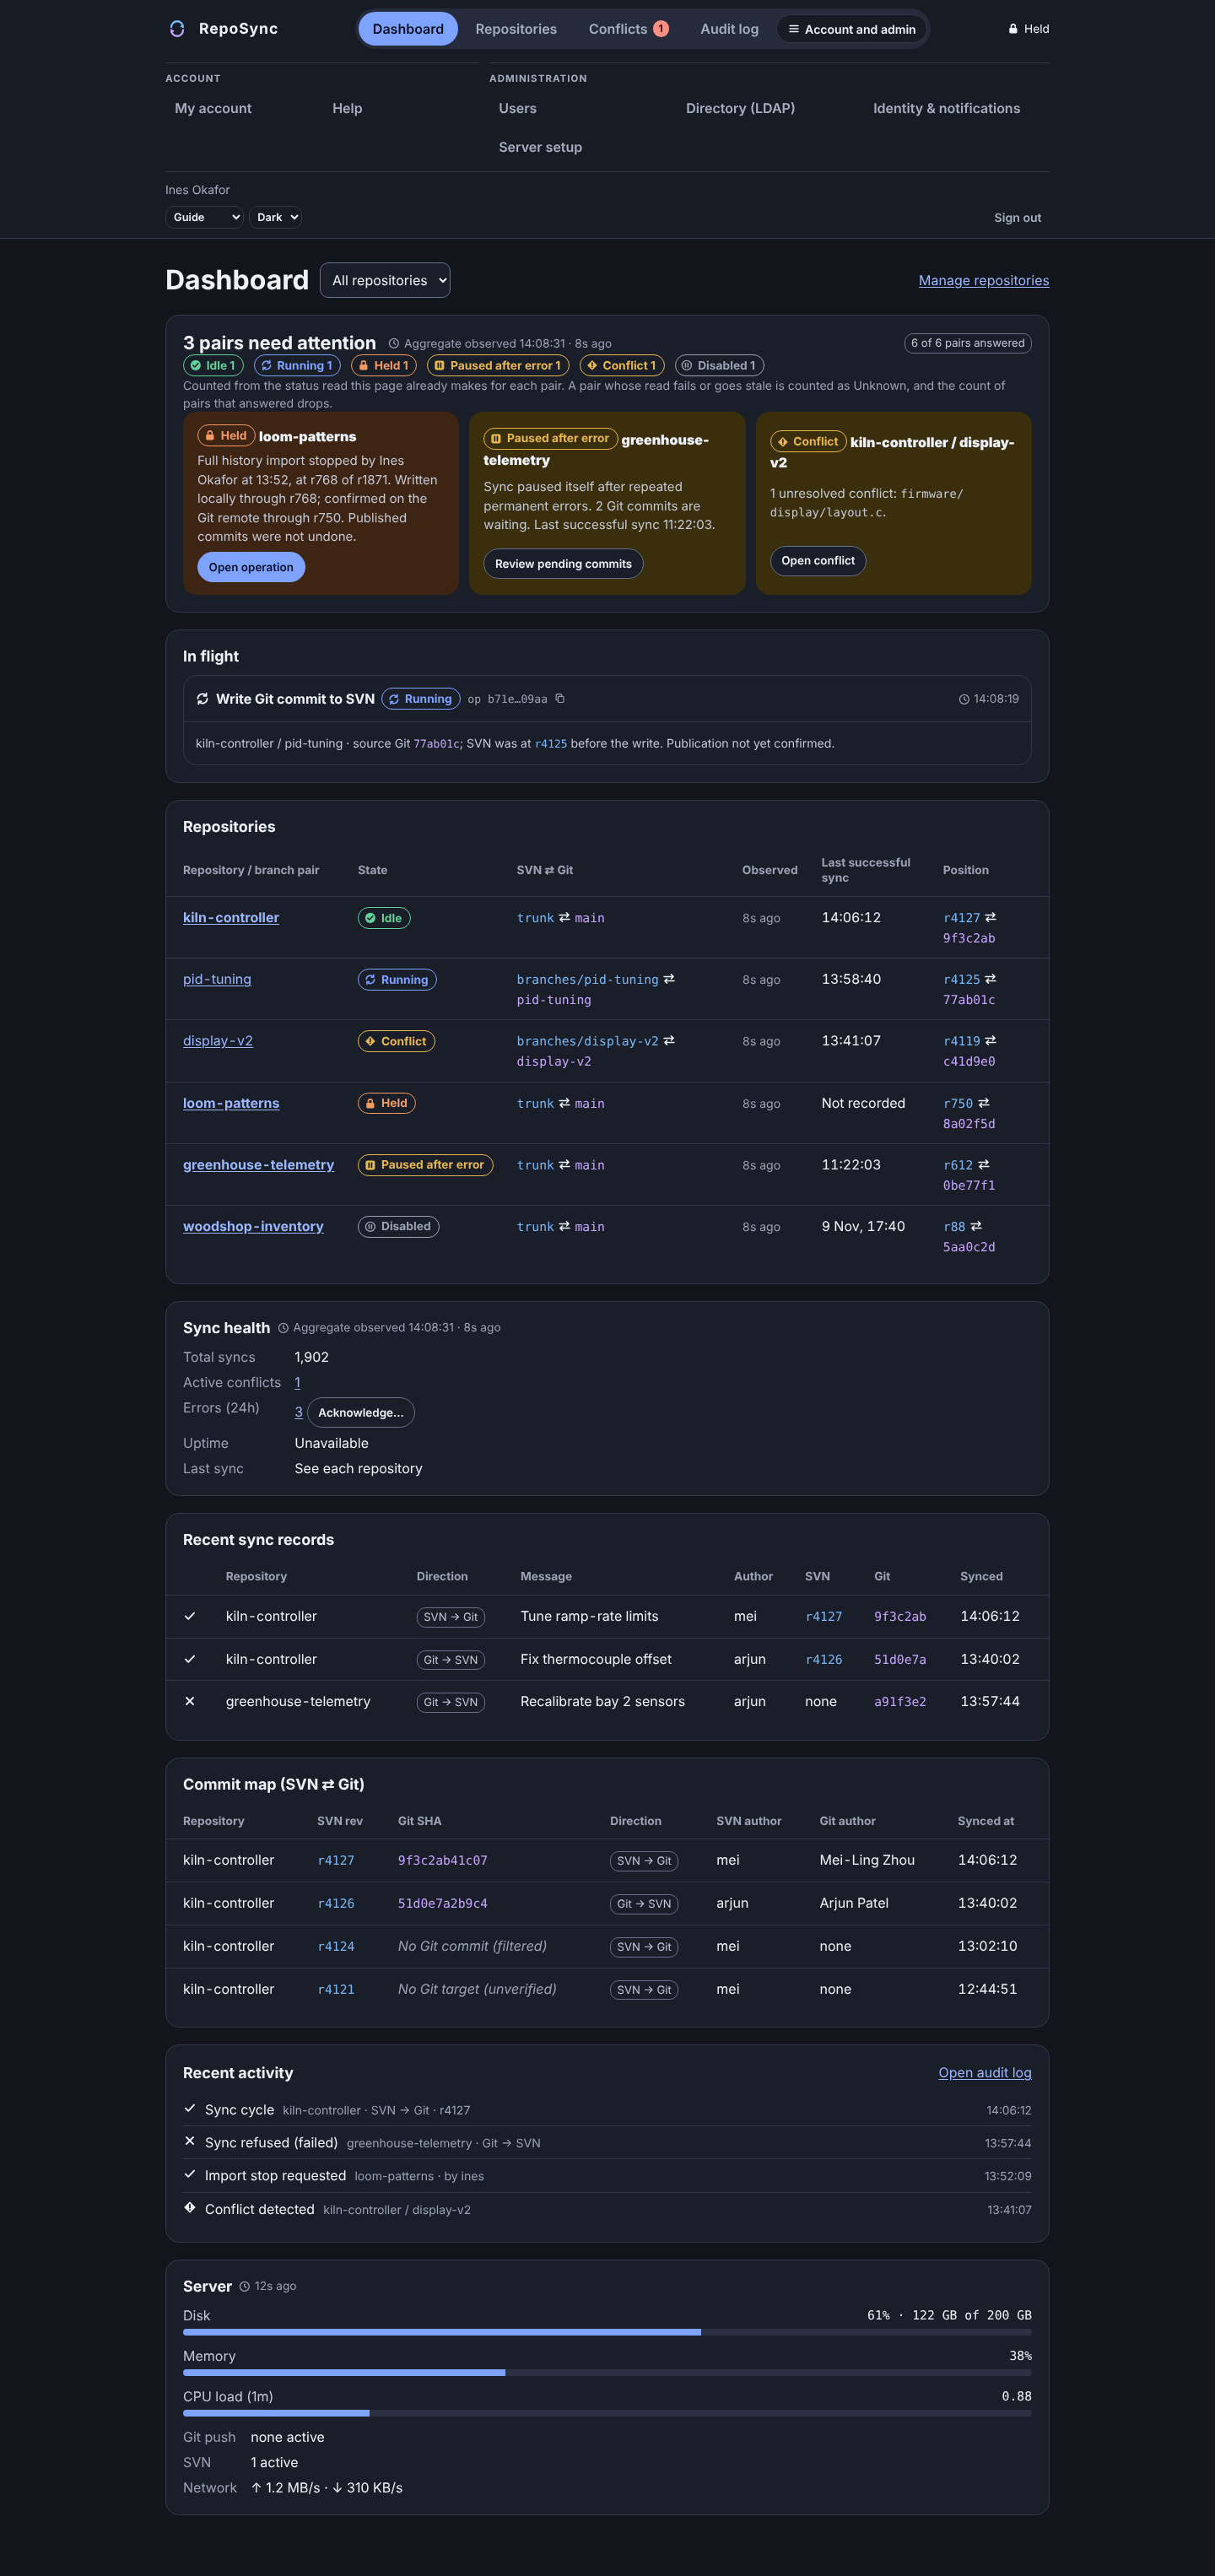 RepoSync
Dashboard
Repositories
Conflicts 1
Audit log
Account and admin
Held
ACCOUNT
ADMINISTRATION
My account
Help
Users
Directory (LDAP)
Identity & notifications
Server setup
Ines Okafor
Guide
Dark
Sign out
Dashboard
All repositories
Manage repositories
3 pairs need attention
Aggregate observed 14:08:31 · 8s ago
6 of 6 pairs answered
Idle 1
Running 1
Held 1
Paused after error 1
Conflict 1
Disabled 1
Counted from the status read this page already makes for each pair. A pair whose read fails or goes stale is counted as Unknown, and the count of
pairs that answered drops.
Held loom-patterns
Full history import stopped by Ines
Okafor at 13:52, at r768 of r1871. Written
locally through r768; confirmed on the
Git remote through r750. Published
commits were not undone.
Open operation
Paused after error greenhouse-
telemetry
Sync paused itself after repeated
permanent errors. 2 Git commits are
waiting. Last successful sync 11:22:03.
Review pending commits
Conflict kiln-controller / display-
v2
1 unresolved conflict: firmware/
display/layout.c.
Open conflict
In flight
Write Git commit to SVN Running op b71e…09aa 14:08:19
kiln-controller / pid-tuning · source Git 77ab01c; SVN was at r4125 before the write. Publication not yet confirmed.
Repositories
Repository / branch pair State SVN ⇄ Git Observed Last successful
sync Position
kiln-controller Idle trunk ⇄ main 8s ago 14:06:12 r4127 ⇄
9f3c2ab
pid-tuning Running branches/pid-tuning ⇄ 8s ago 13:58:40 r4125 ⇄
pid-tuning 77ab01c
display-v2 Conflict branches/display-v2 ⇄ 8s ago 13:41:07 r4119 ⇄
display-v2 c41d9e0
loom-patterns Held trunk ⇄ main 8s ago Not recorded r750 ⇄
8a02f5d
greenhouse-telemetry Paused after error trunk ⇄ main 8s ago 11:22:03 r612 ⇄
0be77f1
woodshop-inventory Disabled trunk ⇄ main 8s ago 9 Nov, 17:40 r88 ⇄
5aa0c2d
Sync health Aggregate observed 14:08:31 · 8s ago
Total syncs 1,902
Active conflicts 1
Errors (24h) 3 Acknowledge...
Uptime Unavailable
Last sync See each repository
Recent sync records
Repository Direction Message Author SVN Git Synced
kiln-controller SVN → Git Tune ramp-rate limits mei r4127 9f3c2ab 14:06:12
kiln-controller Git → SVN Fix thermocouple offset arjun r4126 51d0e7a 13:40:02
greenhouse-telemetry Git → SVN Recalibrate bay 2 sensors arjun none a91f3e2 13:57:44
Commit map (SVN ⇄ Git)
Repository SVN rev Git SHA Direction SVN author Git author Synced at
kiln-controller r4127 9f3c2ab41c07 SVN → Git mei Mei-Ling Zhou 14:06:12
kiln-controller r4126 51d0e7a2b9c4 Git → SVN arjun Arjun Patel 13:40:02
kiln-controller r4124 No Git commit (filtered) SVN → Git mei none 13:02:10
kiln-controller r4121 No Git target (unverified) SVN → Git mei none 12:44:51
Recent activity
Open audit log
Sync cycle kiln-controller · SVN → Git · r4127 14:06:12
Sync refused (failed) greenhouse-telemetry · Git → SVN 13:57:44
Import stop requested loom-patterns · by ines 13:52:09
Conflict detected kiln-controller / display-v2 13:41:07
Server 12s ago
Disk 61% · 122 GB of 200 GB
Memory 38%
CPU load (1m) 0.88
Git push none active
SVN 1 active
Network ↑ 1.2 MB/s · ↓ 310 KB/s